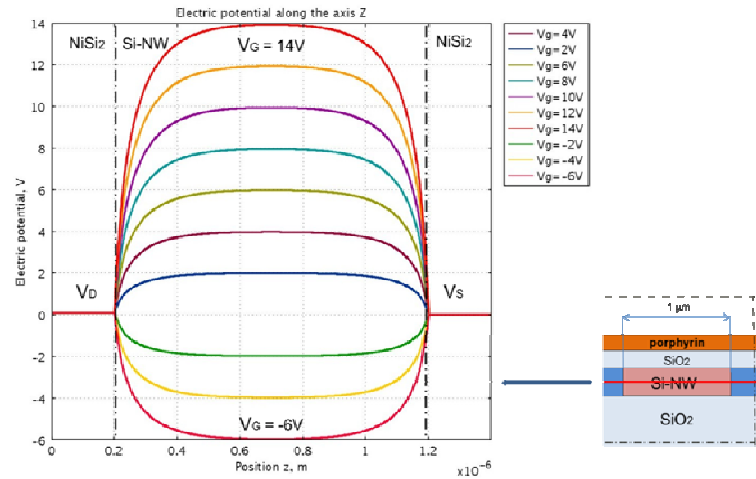 Electric potential along the axis Z
NiSi2
Si-NW
VG = 14V
NiSi2
14
12
10
8
6
4
2
0
-2
-4
-6
Electric potential, V
VD
VS
VG = -6V
0
0.2
0.4
0.6
0.8
1
1.2
Position z, m
x10-6
Vg= 4V
Vg= 2V
Vg= 6V
Vg= 8V
Vg= 10V
Vg= 12V
Vg= 14V
Vg= -2V
Vg= -4V
Vg= -6V
1 µm
porphyrin
SiO2
Si-NW
SiO2